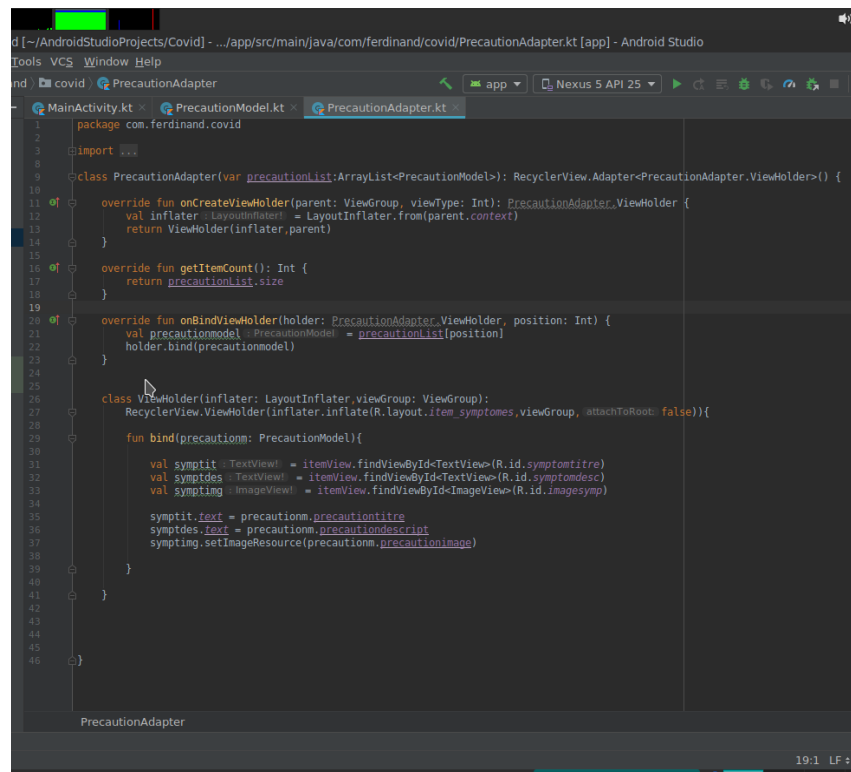 d [~/AndroidStudioProjects/Covid] - .../app/src/main/java/com/ferdinand/covid/PrecautionAdapter.kt [app] - Android Studio
Tools VCS Window Help
nd covid PrecautionAdapter app Nexus 5 API 25
MainActivity.kt PrecautionModel.kt PrecautionAdapter.kt
1 package com.ferdinand.covid
2
3 import ...
8
9 class PrecautionAdapter(var precautionList:ArrayList<PrecautionModel>): RecyclerView.Adapter<PrecautionAdapter.ViewHolder>() {
10
11 override fun onCreateViewHolder(parent: ViewGroup, viewType: Int): PrecautionAdapter.ViewHolder {
12 val inflater : LayoutInflater! = LayoutInflater.from(parent.context)
13 return ViewHolder(inflater,parent)
14 }
15
16 override fun getItemCount(): Int {
17 return precautionList.size
18 }
19
20 override fun onBindViewHolder(holder: PrecautionAdapter.ViewHolder, position: Int) {
21 val precautionmodel : PrecautionModel = precautionList[position]
22 holder.bind(precautionmodel)
23 }
24
25
26 class ViewHolder(inflater: LayoutInflater,viewGroup: ViewGroup):
27 RecyclerView.ViewHolder(inflater.inflate(R.layout.item_symptomes,viewGroup, attachToRoot: false)){
28
29 fun bind(precautionm: PrecautionModel){
30
31 val symptit : TextView! = itemView.findViewById<TextView>(R.id.symptomtitre)
32 val symptdes : TextView! = itemView.findViewById<TextView>(R.id.symptomdesc)
33 val symptimg : ImageView! = itemView.findViewById<ImageView>(R.id.imagesymp)
34
35 symptit.text = precautionm.precautiontitre
36 symptdes.text = precautionm.precautiondescript
37 symptimg.setImageResource(precautionm.precautionimage)
38
39 }
40
41 }
42
43
44
45
46 }
PrecautionAdapter
19:1 LF